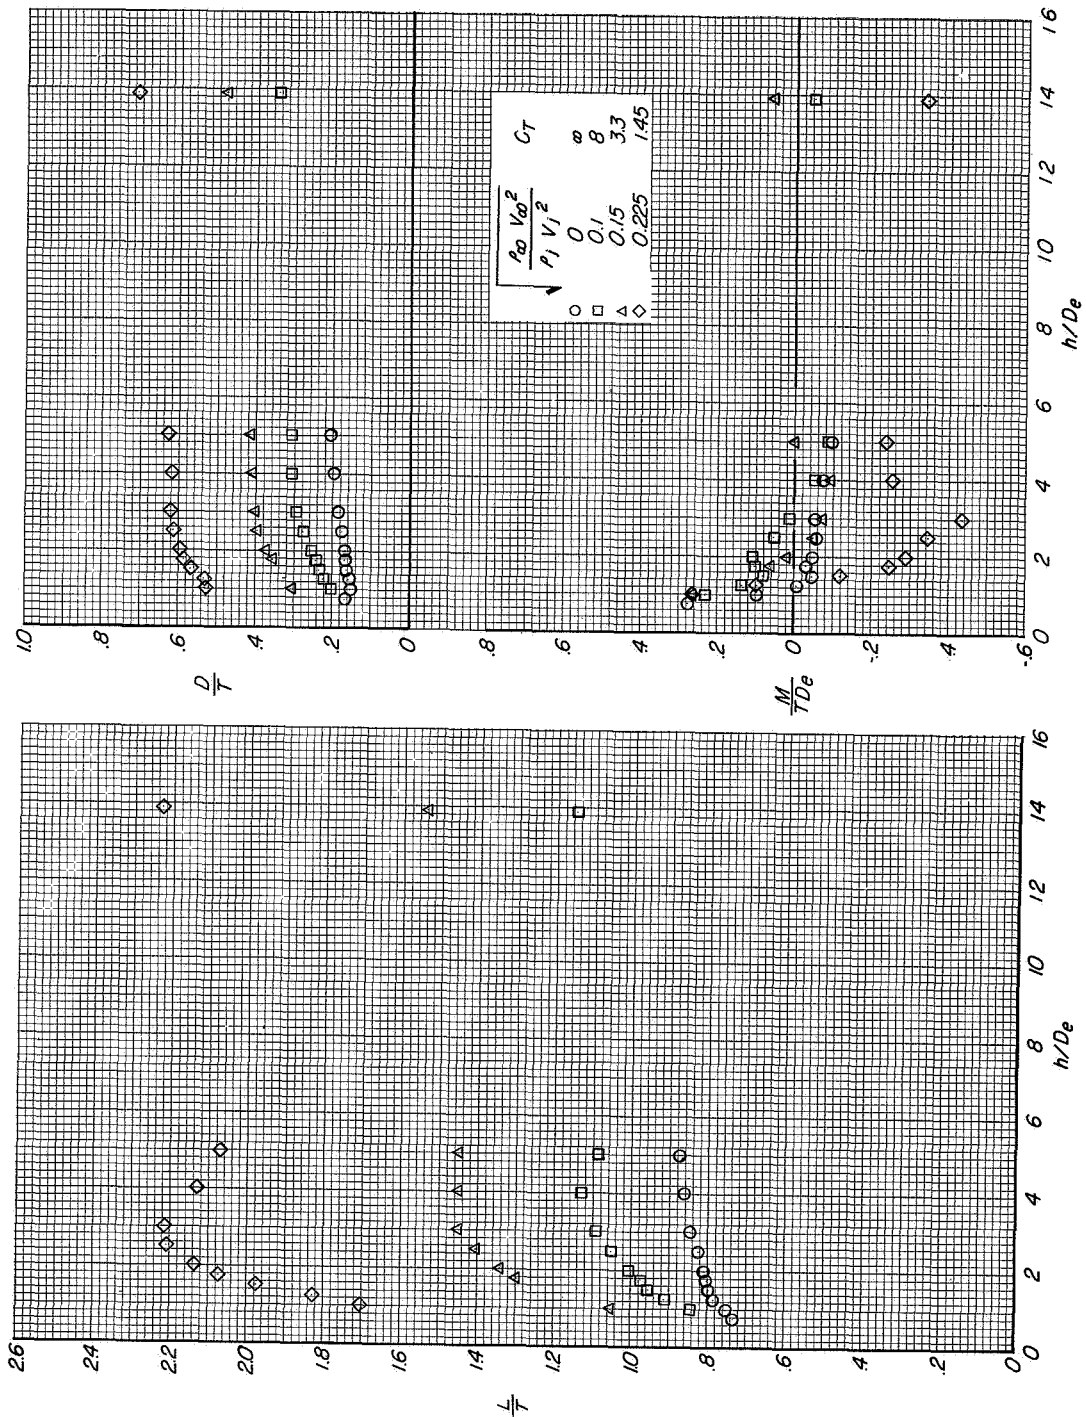 2.6
2.4
2.2
2.0
1.8
1.6
1.4
1.2
1.0
.8
.6
.4
.2
0
L/T
0 2 4 6 8 10 12 14 16
h/De
1.0
.8
.6
.4
.2
0
D/T
.6
.4
.2
0
-.2
-.4
-.6
M/TDe
0 2 4 6 8 10 12 14 16
h/De
√(ρ∞ V∞² / ρj Vj²) CT
○ 0 ∞
□ 0.1 8
△ 0.15 3.3
◇ 0.225 1.45